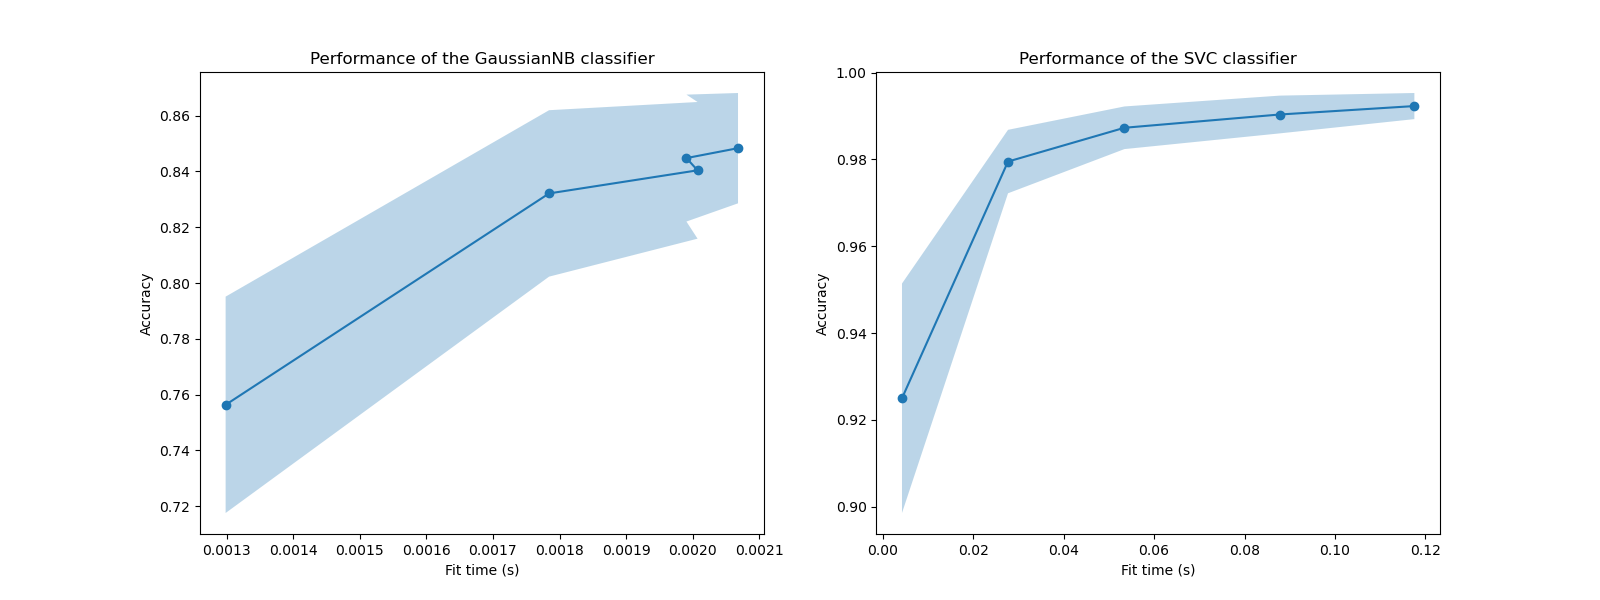 Performance of the GaussianNB classifier
Accuracy
0.86
0.84
0.82
0.80
0.78
0.76
0.74
0.72
0.0013 0.0014 0.0015 0.0016 0.0017 0.0018 0.0019 0.0020 0.0021
Fit time (s)
Performance of the SVC classifier
Accuracy
1.00
0.98
0.96
0.94
0.92
0.90
0.00 0.02 0.04 0.06 0.08 0.10 0.12
Fit time (s)